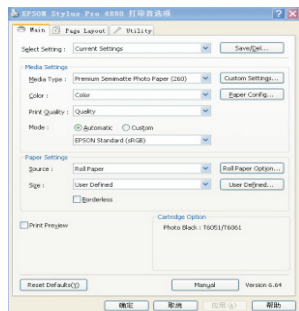 EPSON Stylus Pro 4880 打印首选项
Main Page Layout Utility
Select Setting : Current Settings Save/Del...
Media Settings
Media Type : Premium Semimatte Photo Paper (260) Custom Settings...
Color : Color Paper Config...
Print Quality : Quality
Mode : Automatic Custom
EPSON Standard (sRGB)
Paper Settings
Source : Roll Paper Roll Paper Option...
Size : User Defined User Defined...
Borderless
Print Preview
Cartridge Option
Photo Black : T6051/T6061
Reset Defaults(Y) Manual Version 6.64
确定 取消 应用(A) 帮助